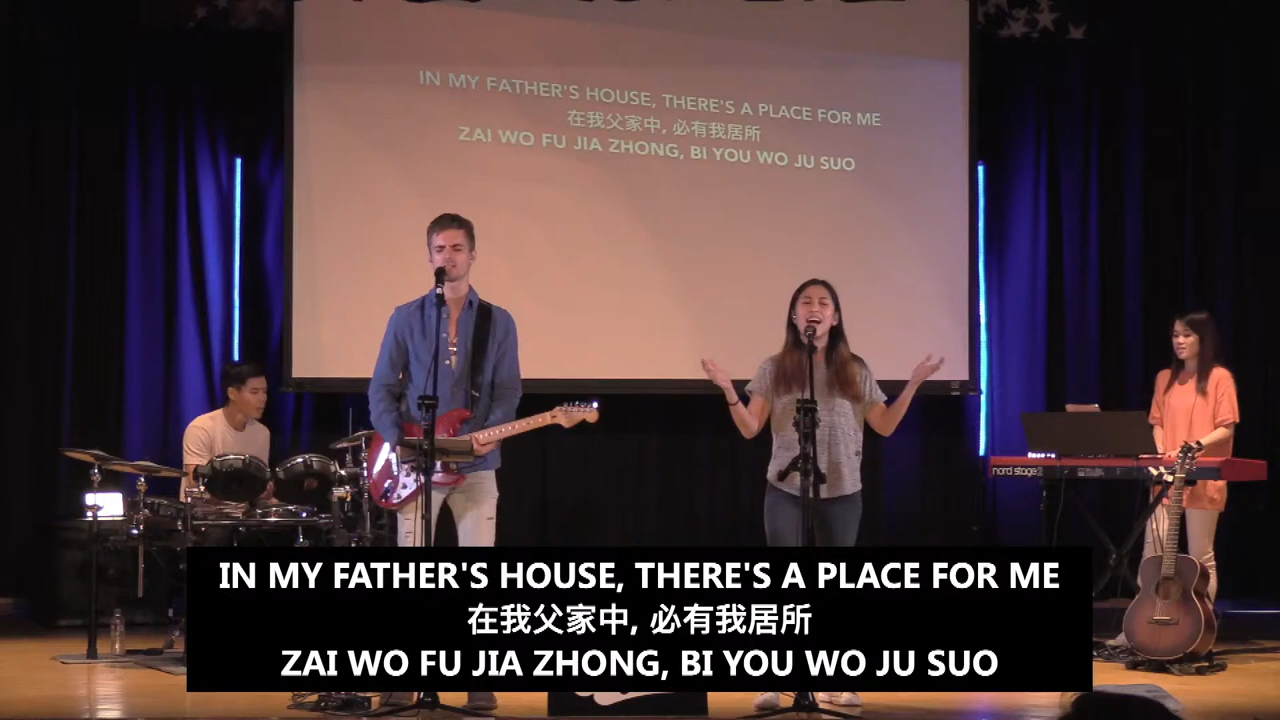 IN MY FATHER'S HOUSE, THERE'S A PLACE FOR ME
在我父家中, 必有我居所
ZAI WO FU JIA ZHONG, BI YOU WO JU SUO
nord stage
IN MY FATHER'S HOUSE, THERE'S A PLACE FOR ME
在我父家中, 必有我居所
ZAI WO FU JIA ZHONG, BI YOU WO JU SUO